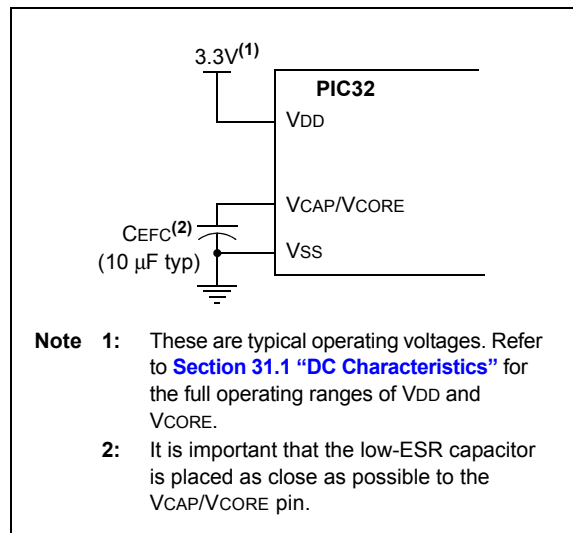 3.3V(1)
PIC32
VDD
VCAP/VCORE
CEFC(2)
(10 μF typ)
VSS
Note 1: These are typical operating voltages. Refer
to Section 31.1 “DC Characteristics” for
the full operating ranges of VDD and
VCORE.
2: It is important that the low-ESR capacitor
is placed as close as possible to the
VCAP/VCORE pin.